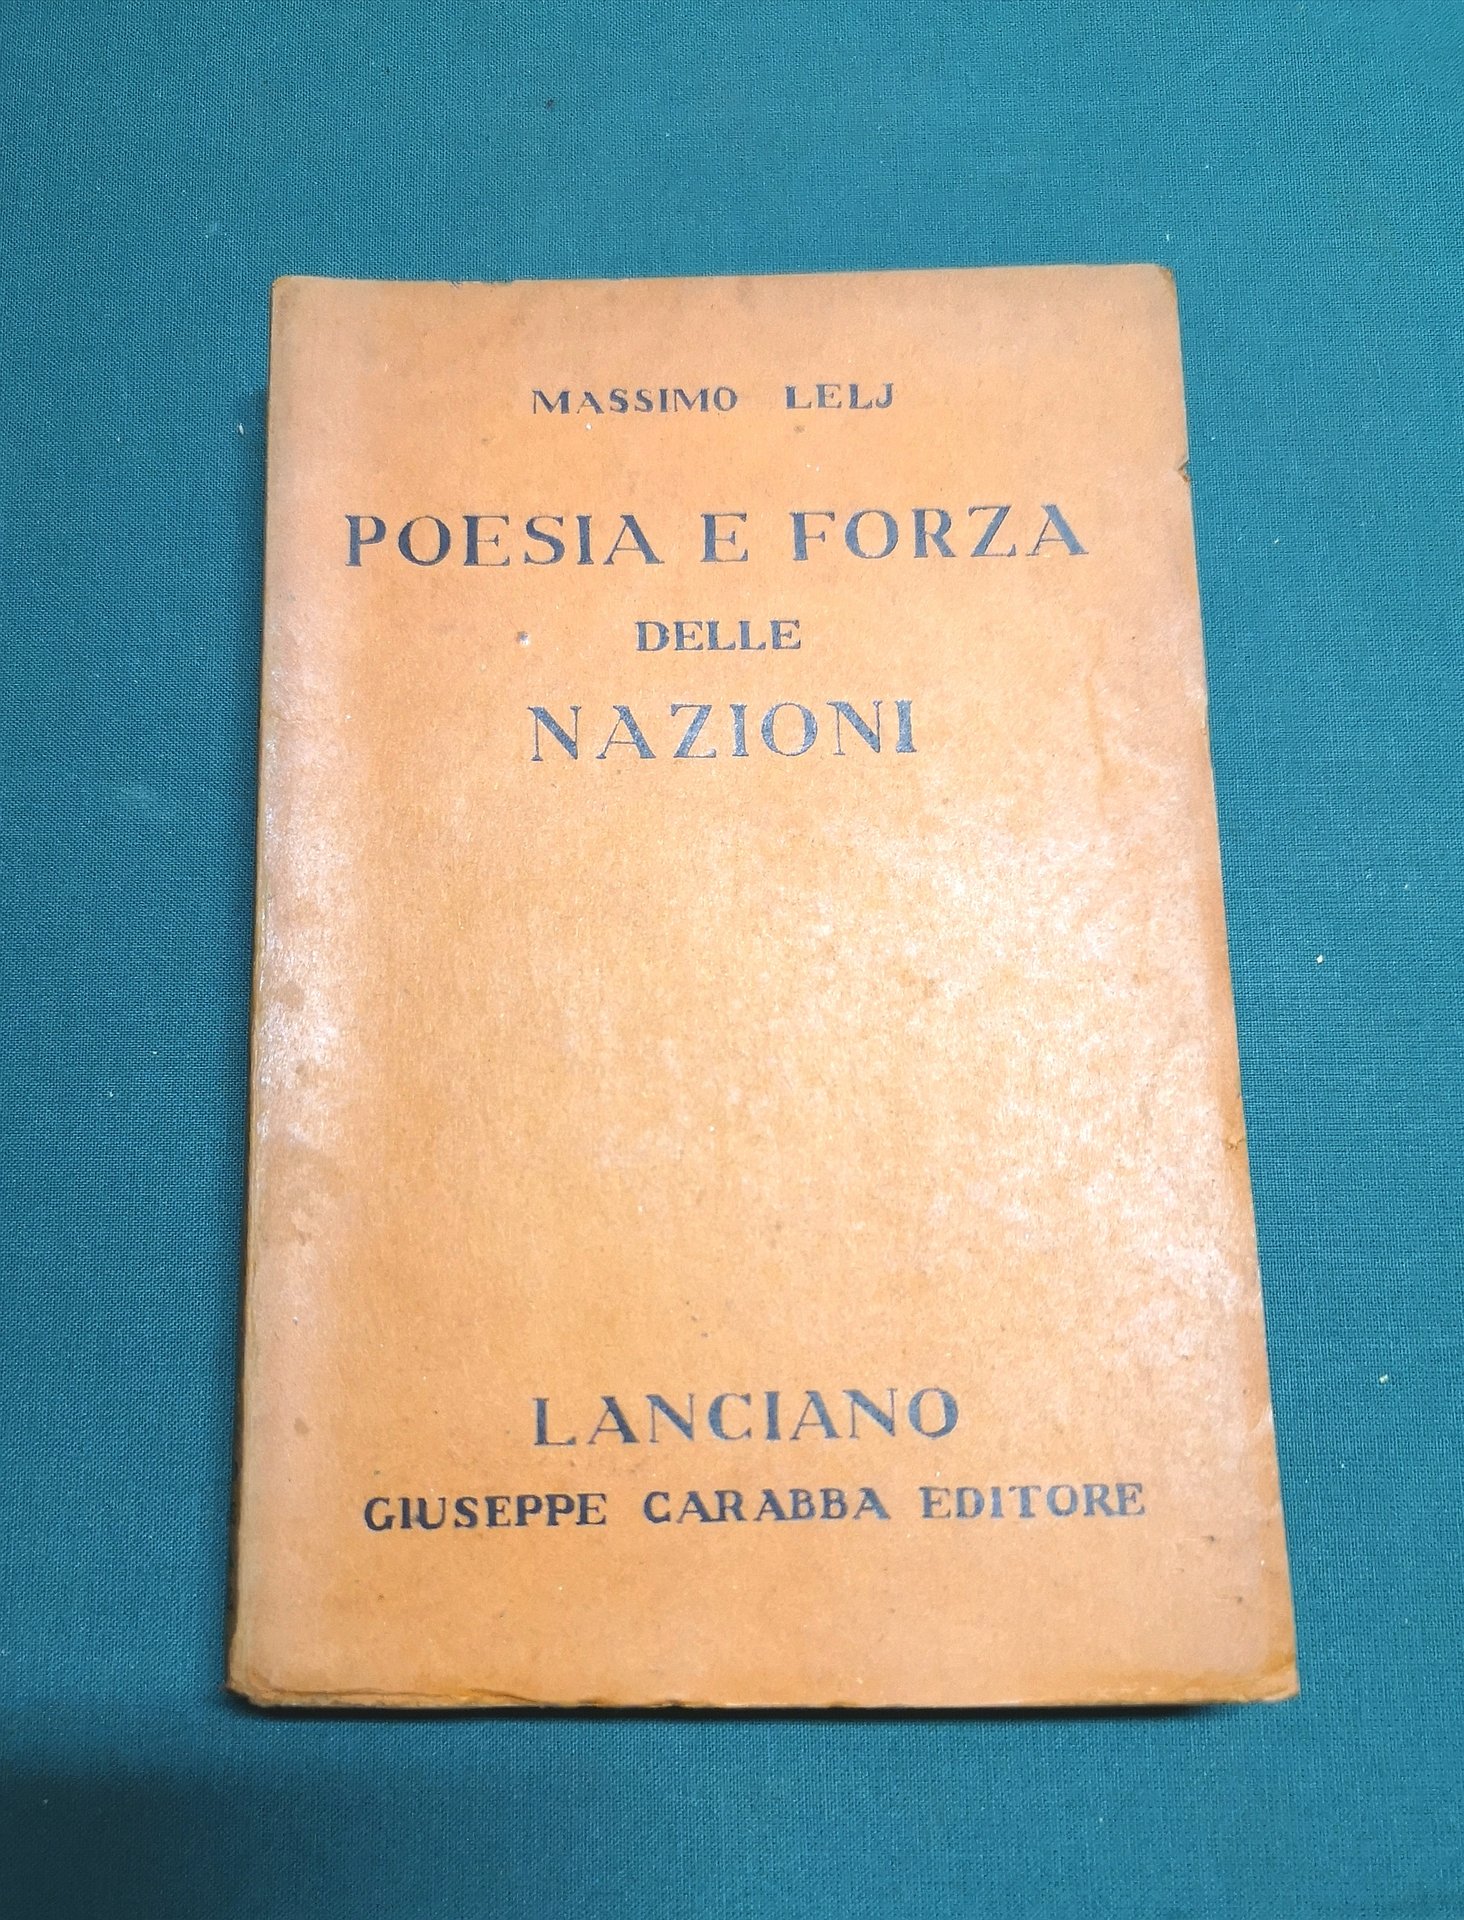 MASSIMO LELJ
POESIA E FORZA
DELLE
NAZIONI
LANCIANO
GIUSEPPE CARABBA EDITORE